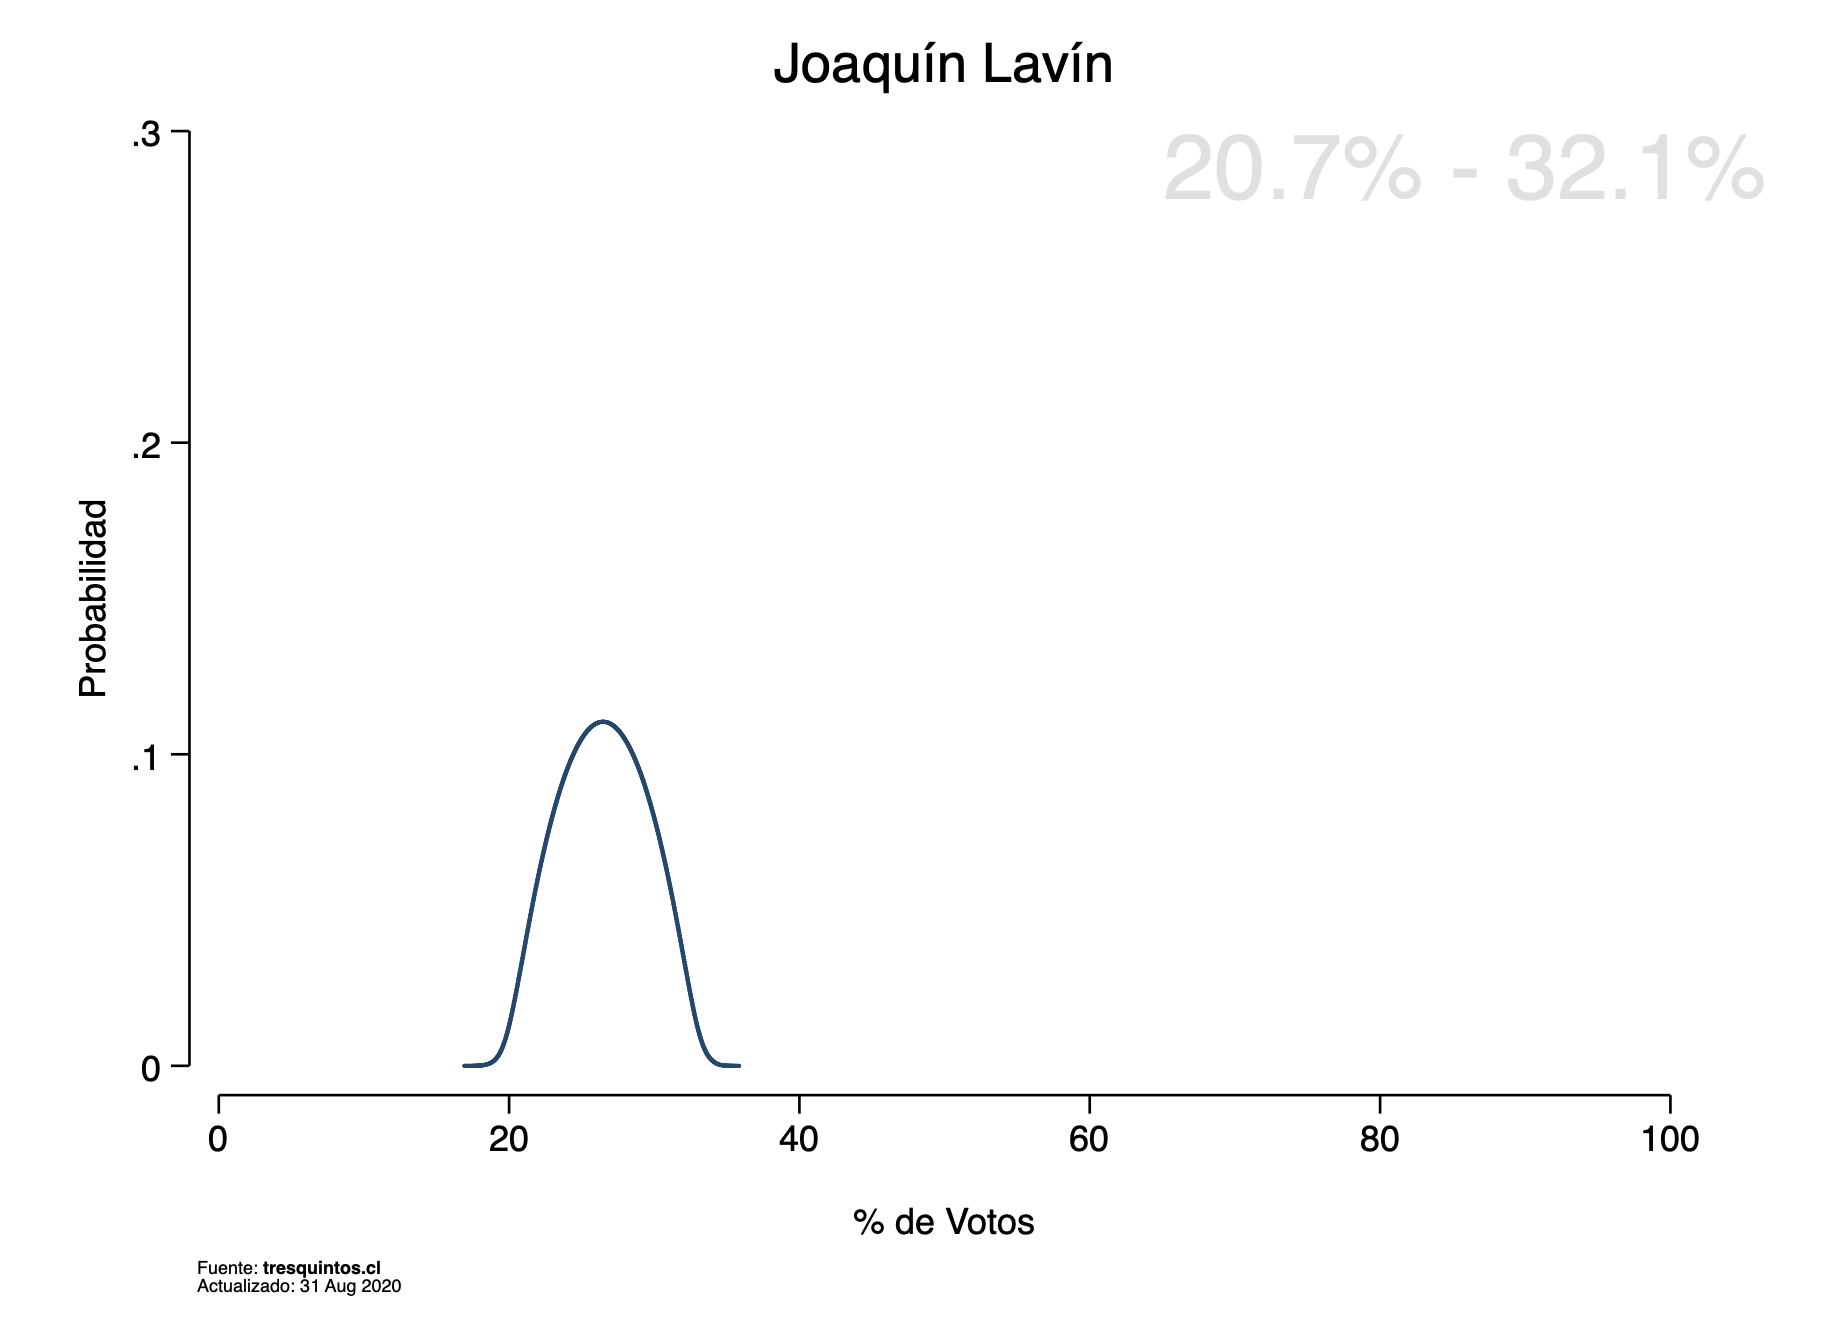 Joaquín Lavín
20.7% - 32.1%
.3
.2
.1
0
Probabilidad
0 20 40 60 80 100
% de Votos
Fuente: tresquintos.cl
Actualizado: 31 Aug 2020